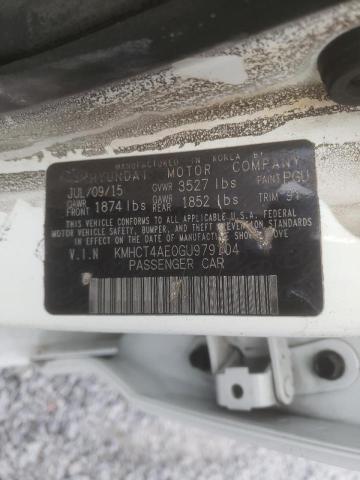 MANUFACTURED IN KOREA BY
HYUNDAI MOTOR COMPANY
JUL/09/15 GVWR 3527 lbs PAINT PGU
GAWR FRONT 1874 lbs GAWR REAR 1852 lbs TRIM
THIS VEHICLE CONFORMS TO ALL APPLICABLE U.S.A. FEDERAL
MOTOR VEHICLE SAFETY, BUMPER, AND THEFT PREVENTION STANDARDS
IN EFFECT ON THE DATE OF MANUFACTURE SHOWN ABOVE.
V.I.N
PASSENGER CAR